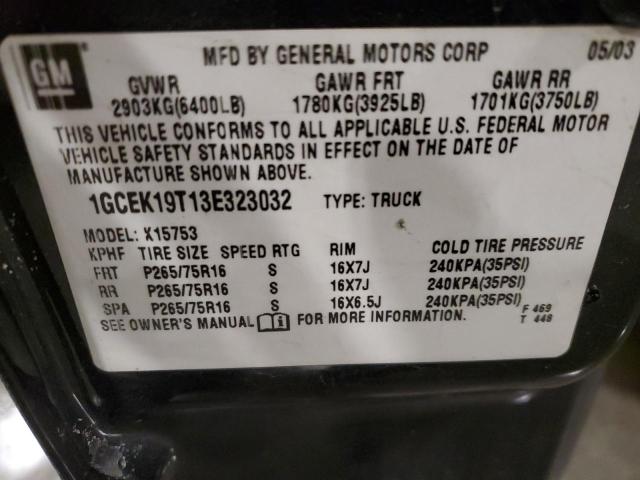 GM MFD BY GENERAL MOTORS CORP 05/03
GVWR GAWR FRT GAWR RR
2903KG(6400LB) 1780KG(3925LB) 1701KG(3750LB)
THIS VEHICLE CONFORMS TO ALL APPLICABLE U.S. FEDERAL MOTOR
VEHICLE SAFETY STANDARDS IN EFFECT ON THE DATE OF
MANUFACTURE SHOWN ABOVE.
1GCEK19T13E323032 TYPE: TRUCK
MODEL: K15753
KPHF TIRE SIZE SPEED RTG RIM COLD TIRE PRESSURE
FRT P265/75R16 S 16X7J 240KPA(35PSI)
RR P265/75R16 S 16X7J 240KPA(35PSI)
SPA P265/75R16 S 16X6.5J 240KPA(35PSI)
SEE OWNER'S MANUAL i FOR MORE INFORMATION. F 469
T 448